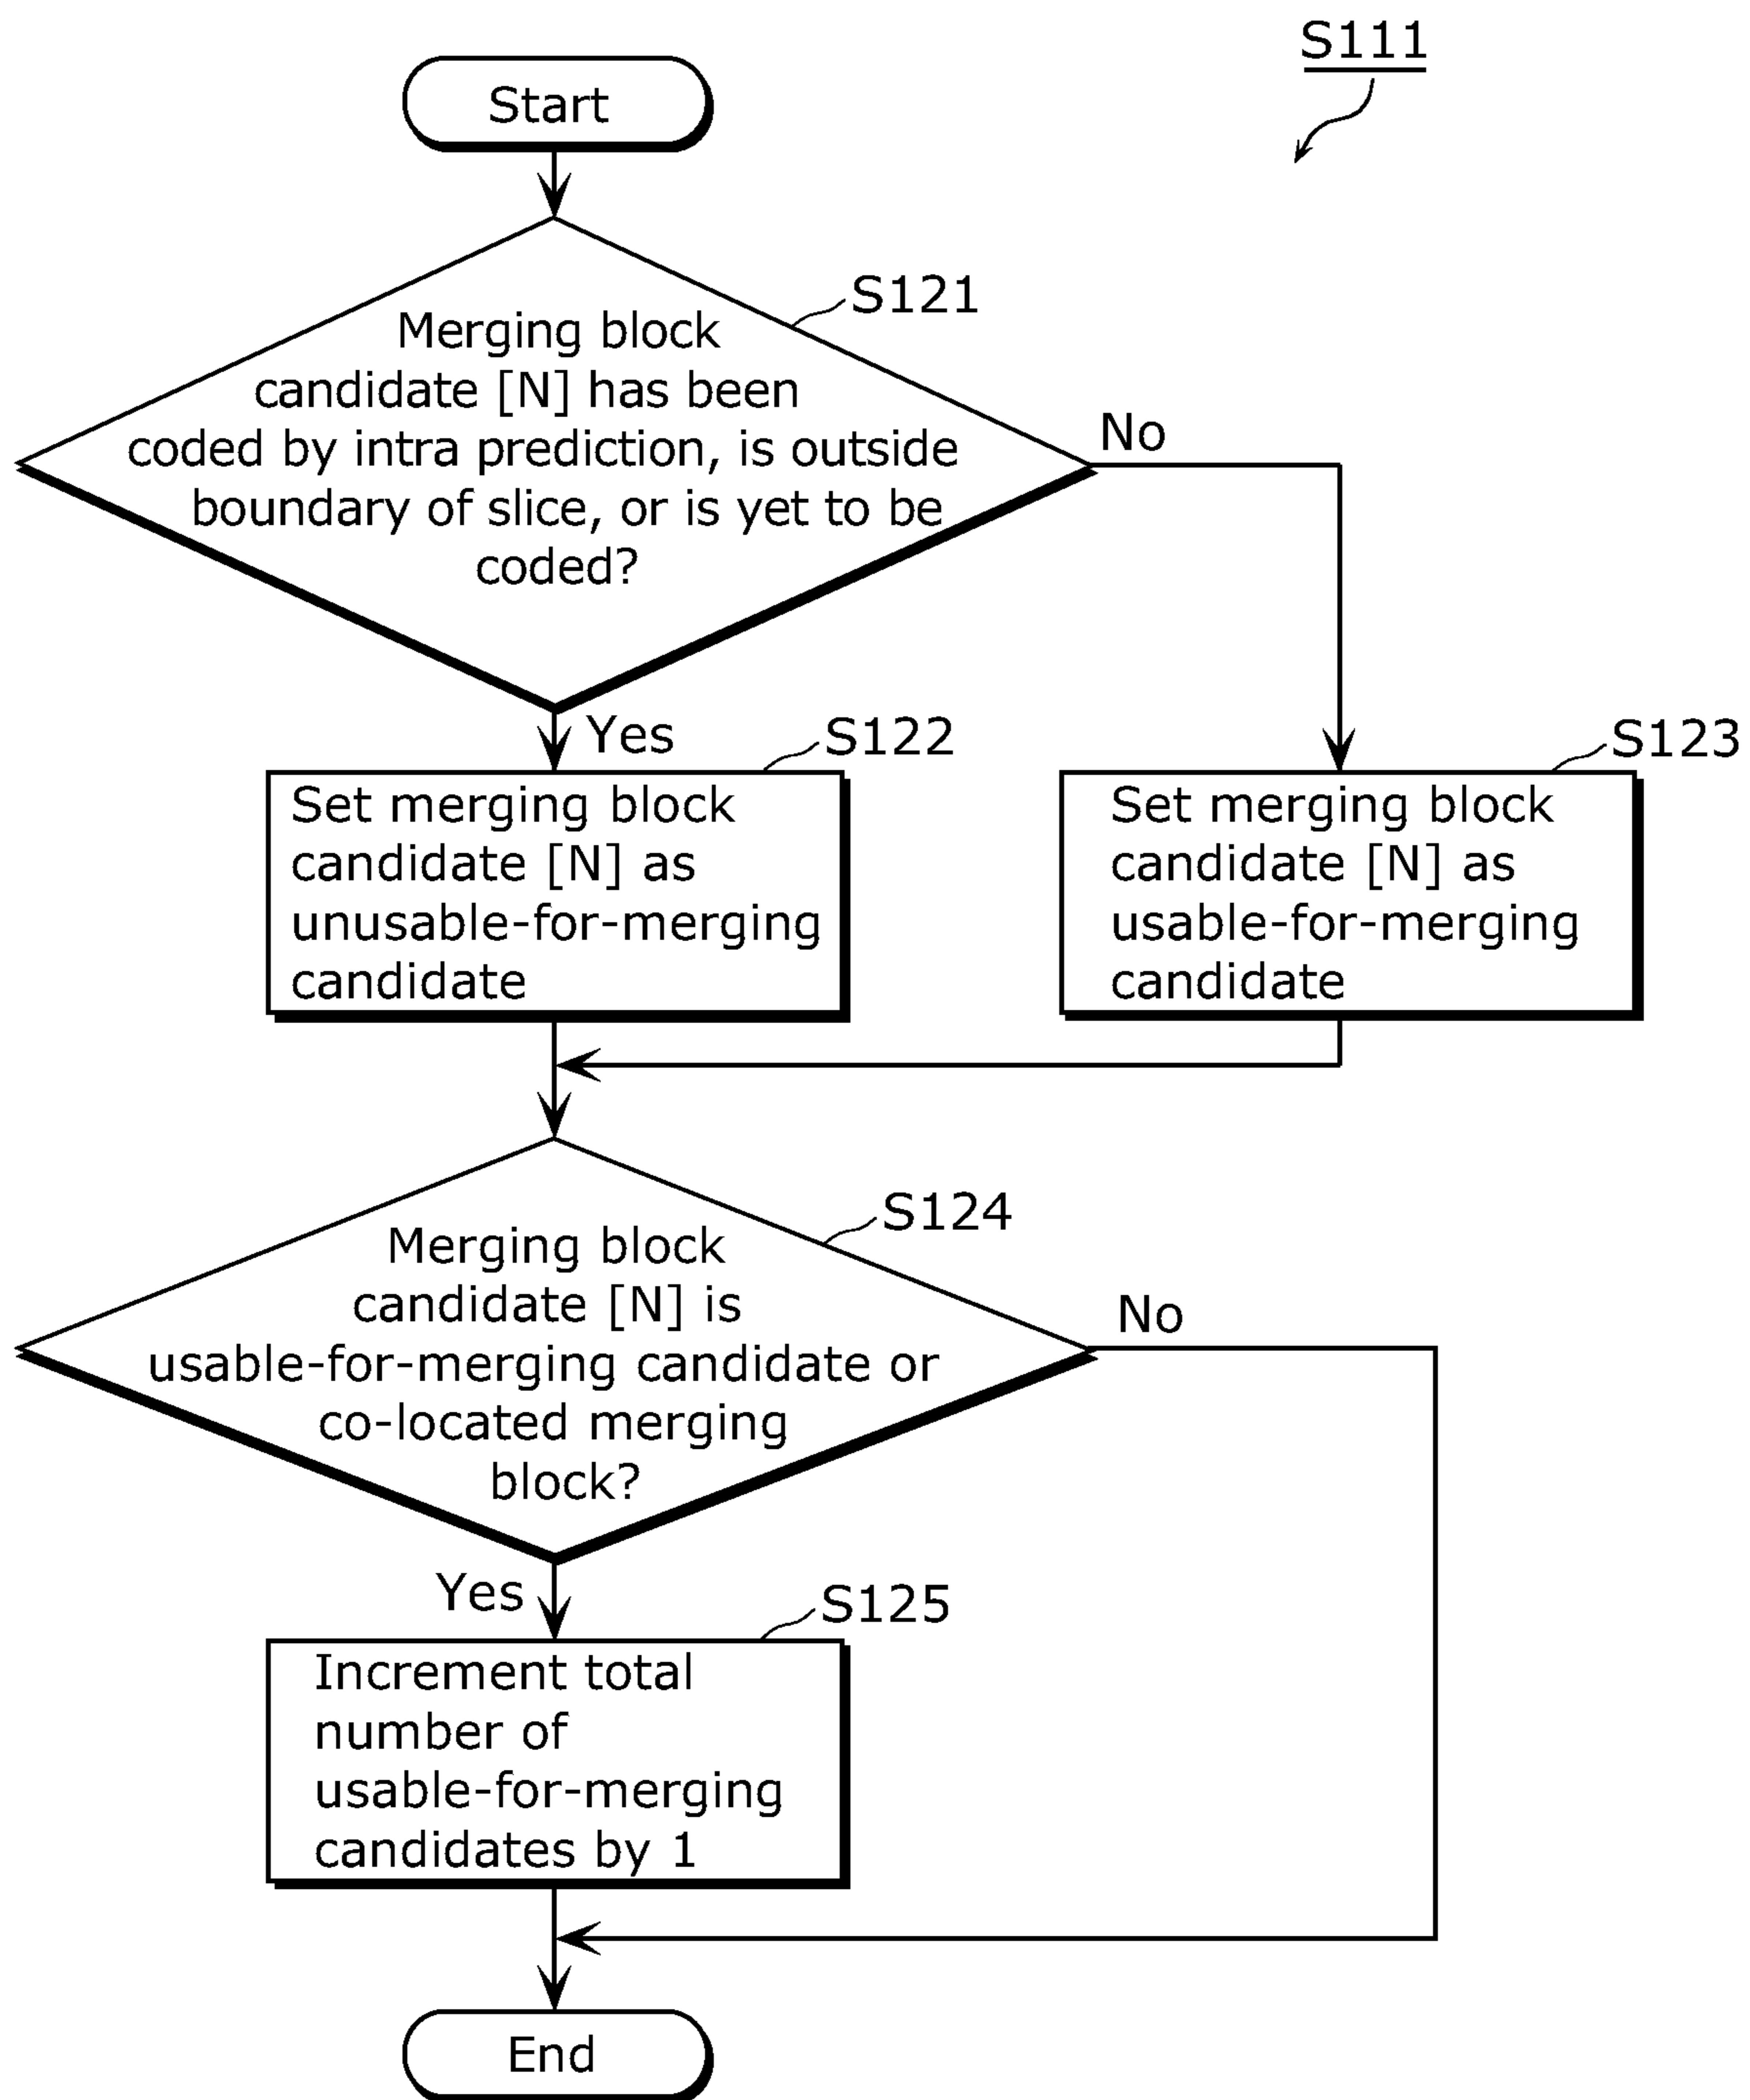 S111
Start
S121
Merging block
candidate [N] has been
coded by intra prediction, is outside
boundary of slice, or is yet to be
coded?
No
Yes
S122
S123
Set merging block
candidate [N] as
unusable-for-merging
candidate
Set merging block
candidate [N] as
usable-for-merging
candidate
S124
Merging block
candidate [N] is
usable-for-merging candidate or
co-located merging
block?
No
Yes
S125
Increment total
number of
usable-for-merging
candidates by 1
End